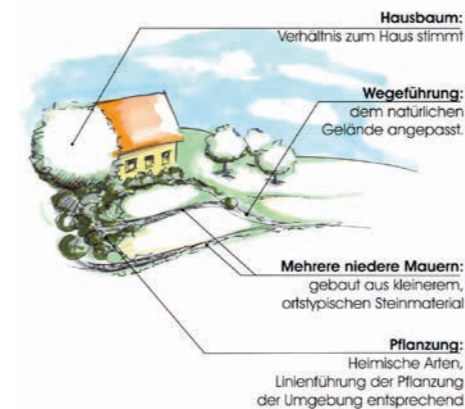 Hausbaum:
Verhältnis zum Haus stimmt
Wegeführung:
dem natürlichen
Gelände angepasst.
Mehrere niedere Mauern:
gebaut aus kleinerem,
ortstypischen Steinmaterial
Pflanzung:
Heimische Arten,
Linienführung der Pflanzung
der Umgebung entsprechend